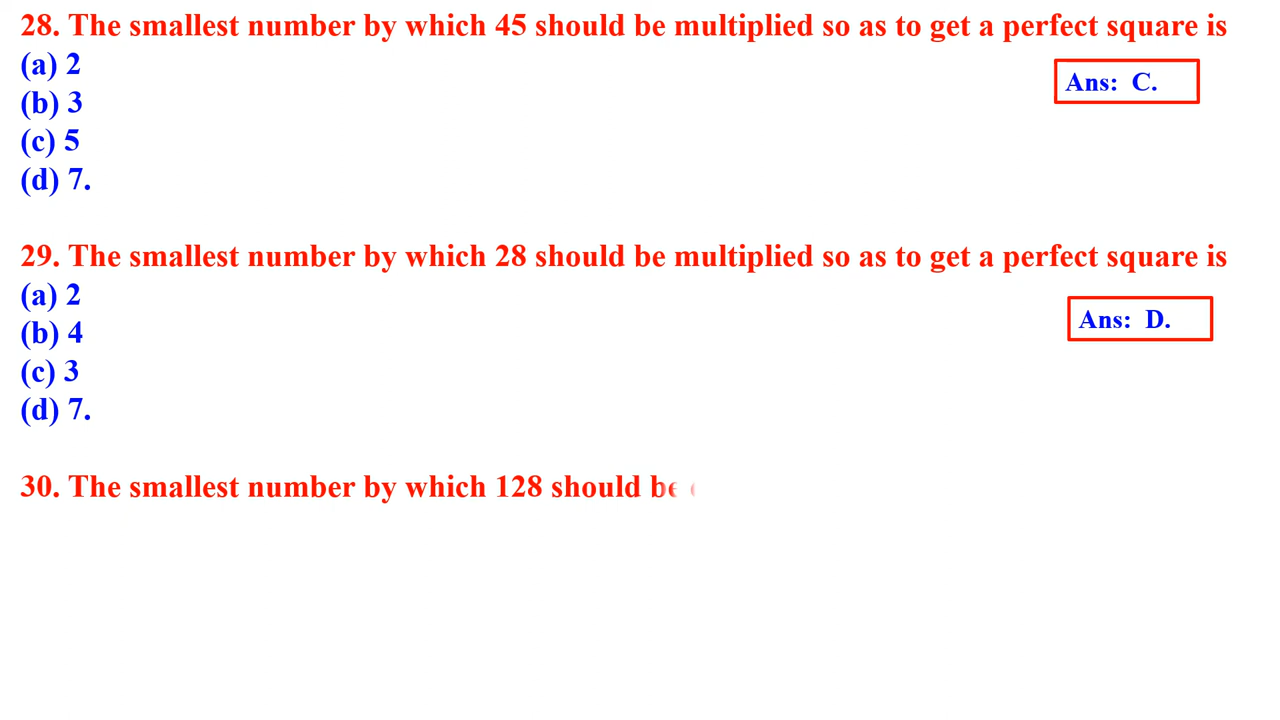 28. The smallest number by which 45 should be multiplied so as to get a perfect square is
(a) 2
Ans: C.
(b) 3
(c) 5
(d) 7.
29. The smallest number by which 28 should be multiplied so as to get a perfect square is
(a) 2
Ans: D.
(b) 4
(c) 3
(d) 7.
30. The smallest number by which 128 should be